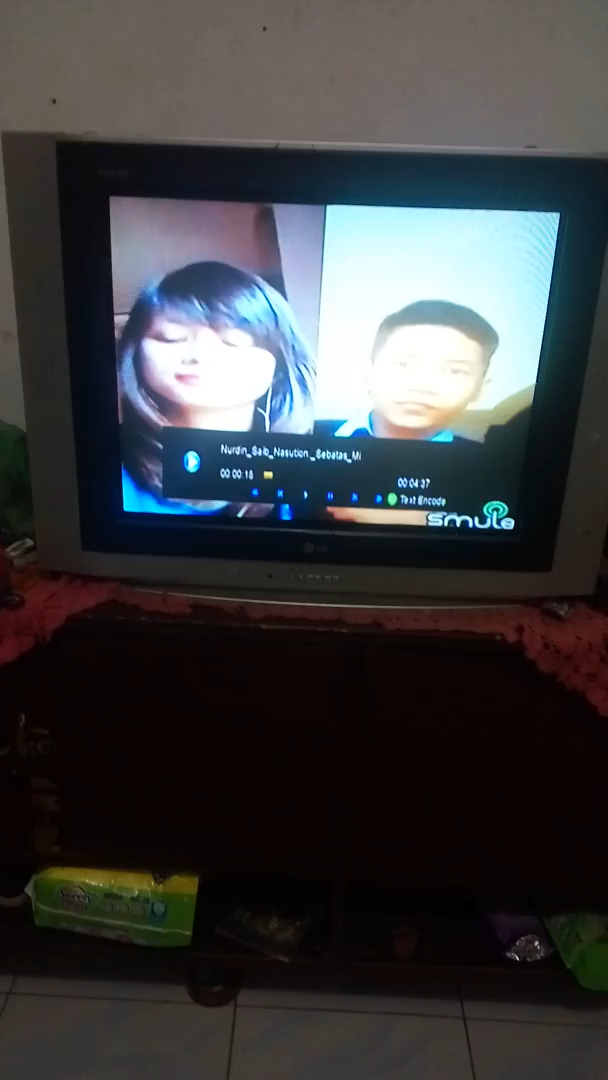 Nurdin_Saib_Nasution_Sebatas_Mi
00:00:18
00:04:37
Text Encode
smule
LG